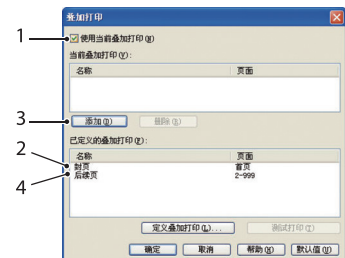 叠加打印
1
使用当前叠加打印(W)
当前叠加打印(Y):
名称 页面
3
添加(D) 删除(R)
已定义的叠加打印(F):
名称 页面
2
封页 首页
4
后续页 2-999
定义叠加打印(L)... 测试打印(T)
确定 取消 帮助(H) 默认值(U)